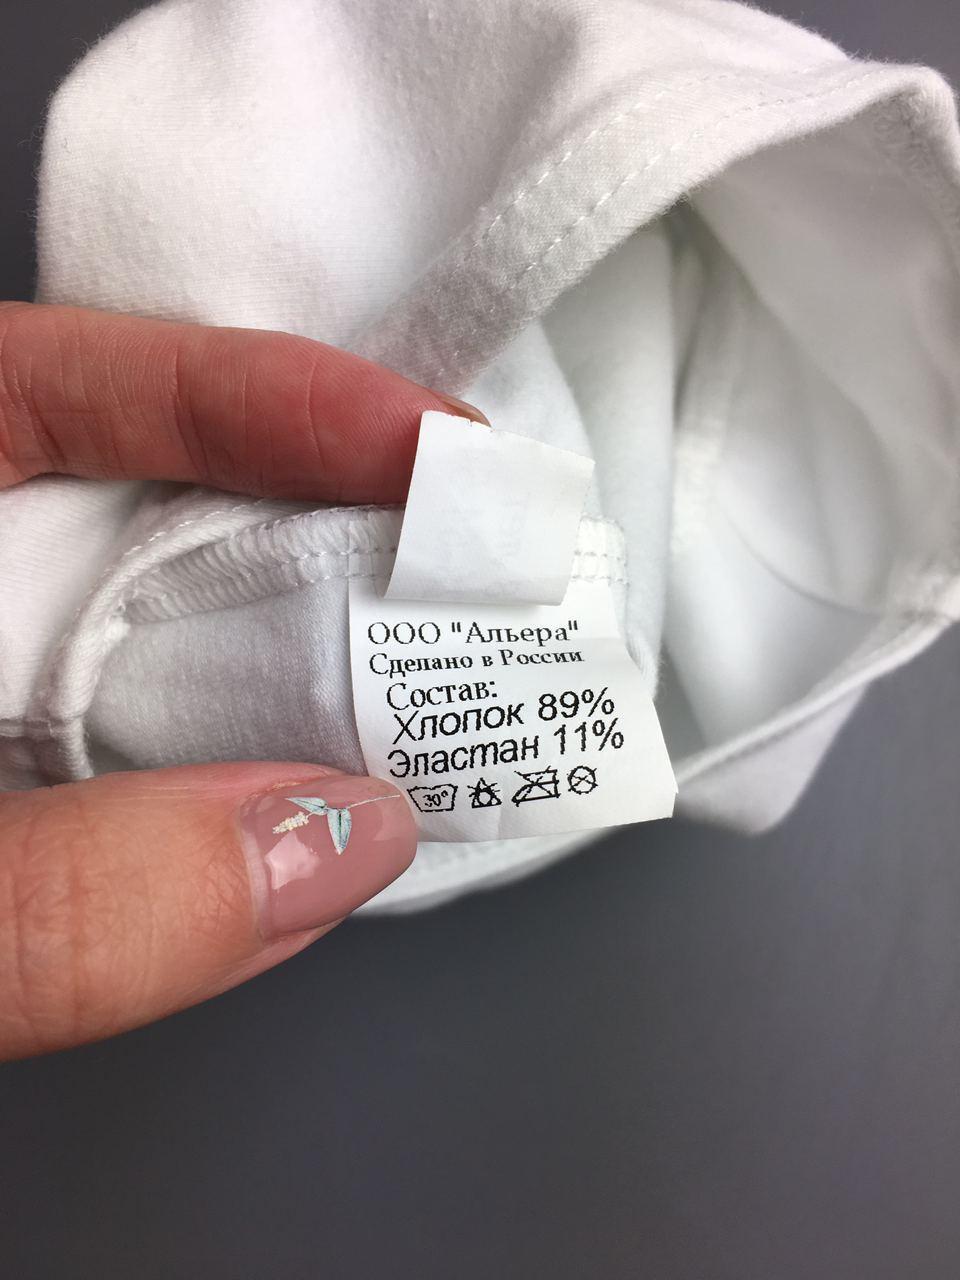 ООО "Альера"
Сделано в России
Состав:
Хлопок 89%
Эластан 11%
30°